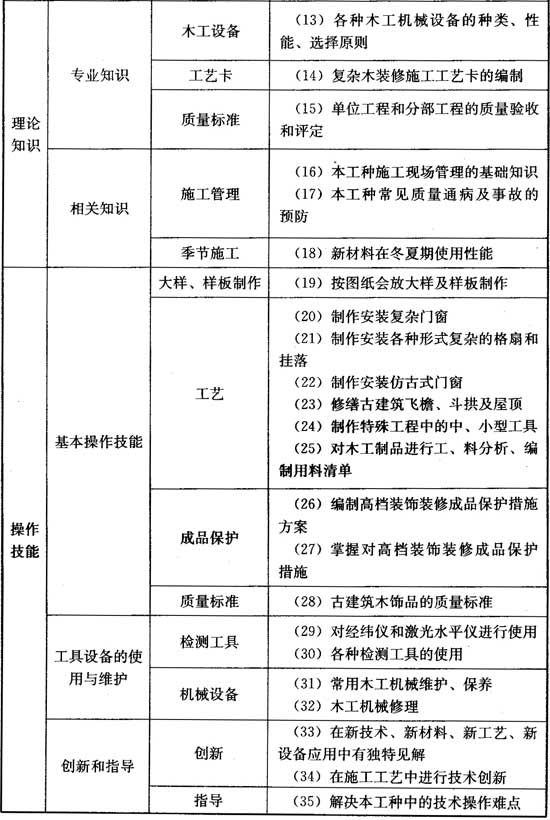 理论
知识
专业知识
木工设备
（13）各种木工机械设备的种类、性
能、选择原则
工艺卡
（14）复杂木装修施工工艺卡的编制
质量标准
（15）单位工程和分部工程的质量验收
和评定
相关知识
施工管理
（16）本工种施工现场管理的基础知识
（17）本工种常见质量通病及事故的
预防
季节施工
（18）新材料在冬夏期使用性能
操作
技能
基本操作技能
大样、样板制作
（19）按图纸会放大样及样板制作
工艺
（20）制作安装复杂门窗
（21）制作安装各种形式复杂的格扇和
挂落
（22）制作安装仿古式门窗
（23）修缮古建筑飞檐、斗拱及屋顶
（24）制作特殊工程中的中、小型工具
（25）对木工制品进行工、料分析、编
制用料清单
成品保护
（26）编制高档装饰装修成品保护措施
方案
（27）掌握对高档装饰装修成品保护
措施
质量标准
（28）古建筑木饰品的质量标准
工具设备的使
用与维护
检测工具
（29）对经纬仪和激光水平仪进行使用
（30）各种检测工具的使用
机械设备
（31）常用木工机械维护、保养
（32）木工机械修理
创新和指导
创新
（33）在新技术、新材料、新工艺、新
设备应用中有独特见解
（34）在施工工艺中进行技术创新
指导
（35）解决本工种中的技术操作难点